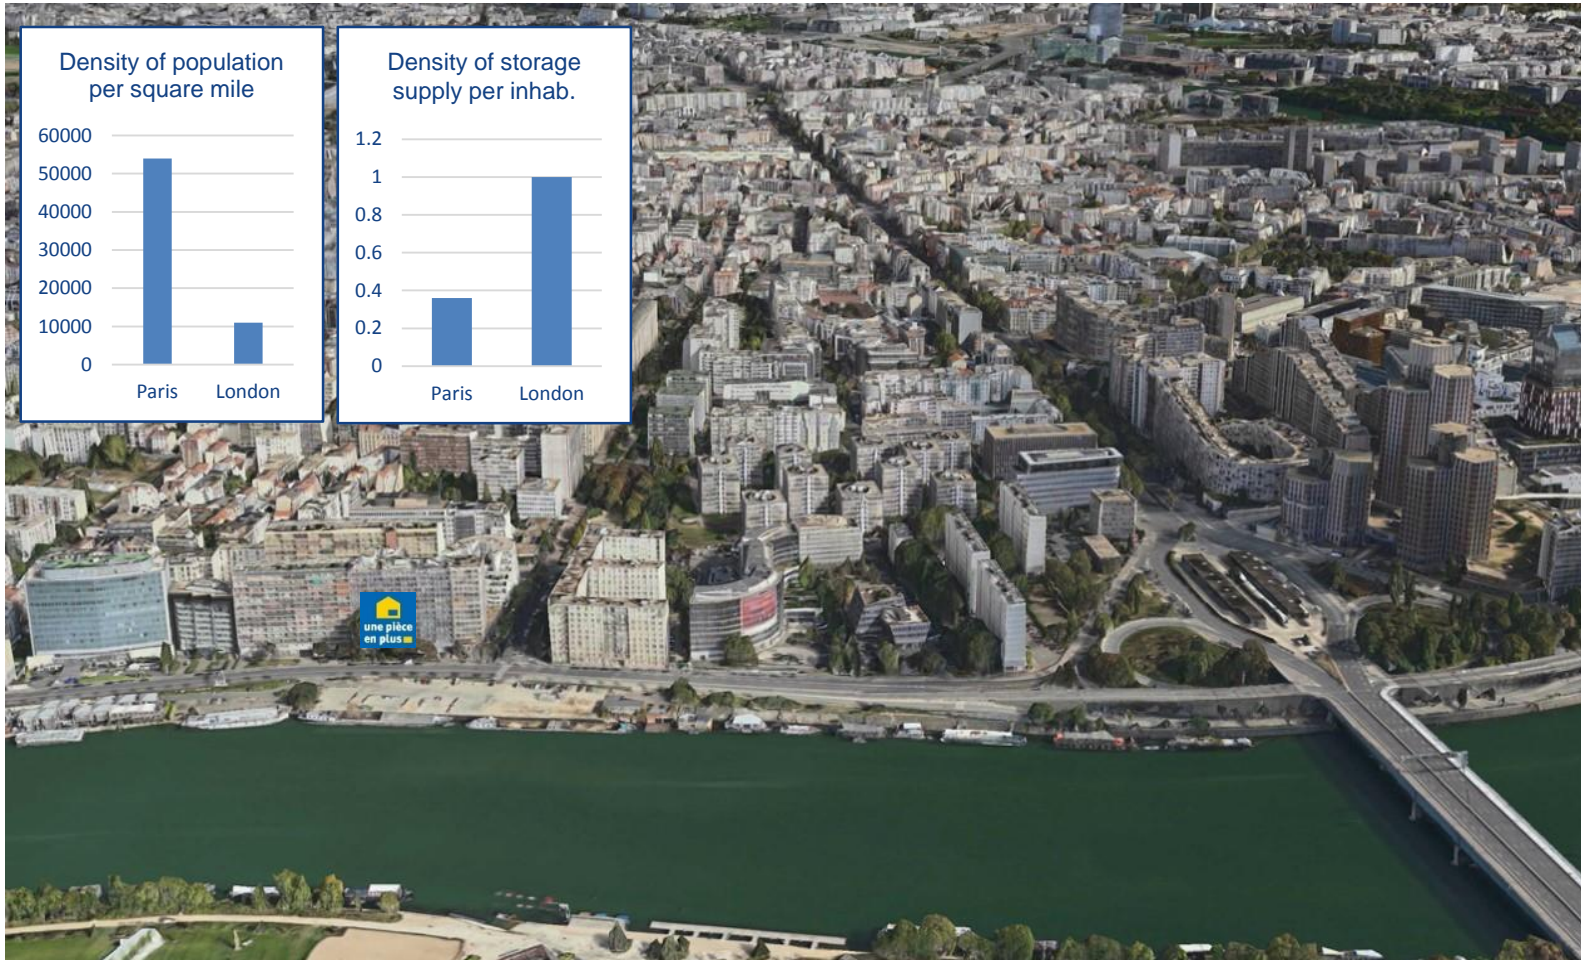 Density of population
per square mile
60000
50000
40000
30000
20000
10000
0
Paris London
Density of storage
supply per inhab.
1.2
1
0.8
0.6
0.4
0.2
0
Paris London
une pièce
en plus